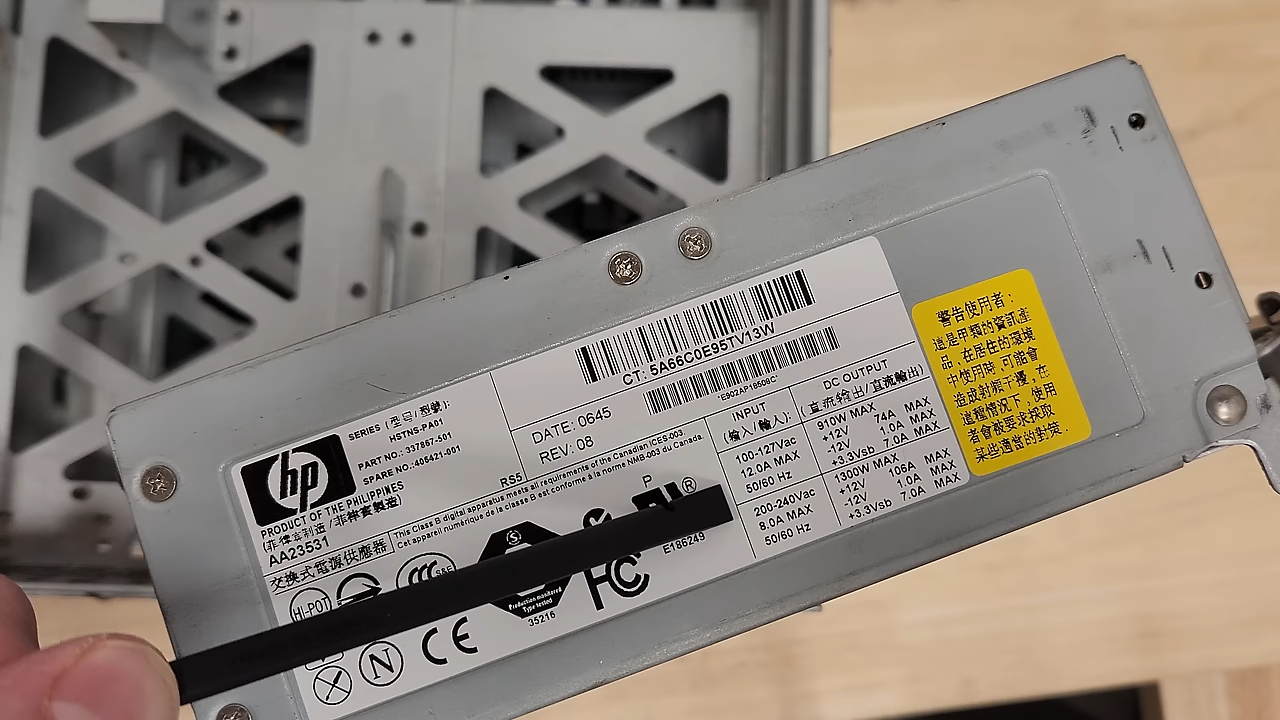 CT: 5A66C0E95TV13W
*E902AP19509C*
DATE: 0645
REV: 08
hp
SERIES (型号/型號):
HSTNS-PA01
PART NO.: 337867-501
SPARE NO.:405421-001
PRODUCT OF THE PHILIPPINES
(菲律宾制造/菲律賓製造)
AA23531
RS5
交換式電源供應器
This Class B digital apparatus meets all requirements of the Canadian ICES-003
Cet appareil numérique de la classe B est conforme à la norme NMB-003 du Canada
INPUT
(输入/輸入):
100-127Vac
12.0A MAX
50/60 Hz
200-240Vac
8.0A MAX
50/60 Hz
DC OUTPUT
(直流输出/直流輸出)
910W MAX
+12V 74A MAX
-12V 1.0A MAX
+3.3Vsb 7.0A MAX
1300W MAX
+12V 106A MAX
-12V 1.0A MAX
+3.3Vsb 7.0A MAX
HI-POT
S&E
S
Production monitored
Type tested
35216
P
®
E186249
N
CE
警告使用者:
這是甲類的資訊產
品,在居住的環境
中使用時,可能會
造成射頻干擾,在
這種情況下,使用
者會被要求採取
某些適當的對策.